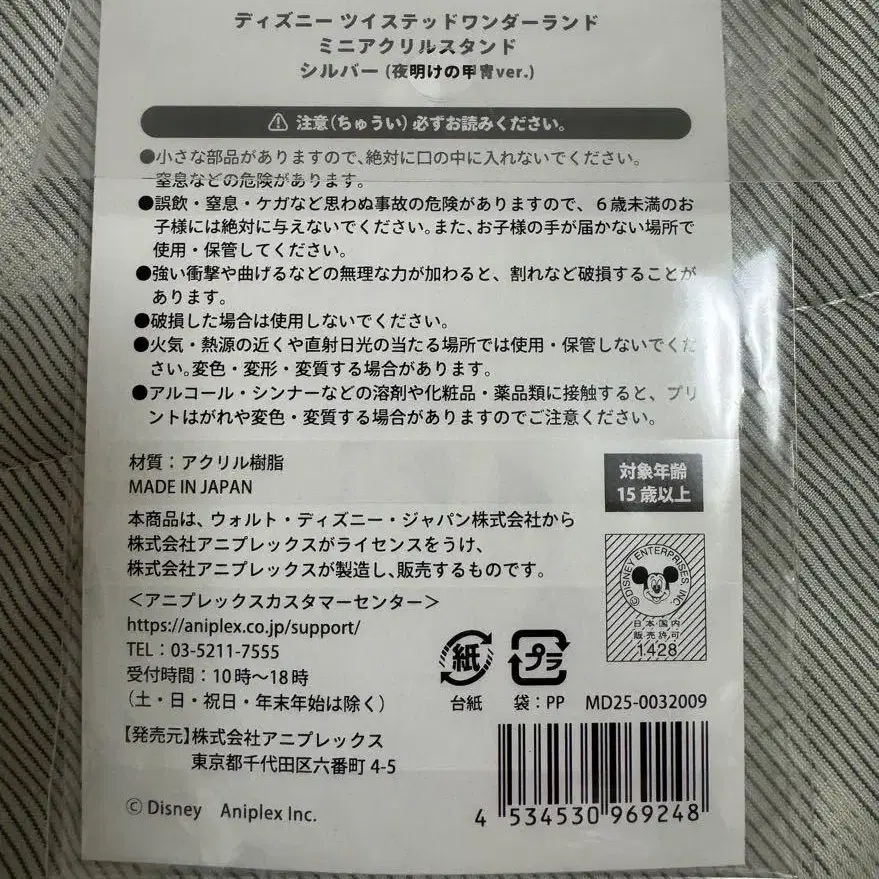 ディズニー ツイステッドワンダーランド
ミニアクリルスタンド
シルバー (夜明けの甲冑ver.)
注意(ちゅうい)必ずお読みください。
●小さな部品がありますので、絶対に口の中に入れないでください。
窒息などの危険があります。
●誤飲・窒息・ケガなど思わぬ事故の危険がありますので、6歳未満のお
子様には絶対に与えないでください。また、お子様の手が届かない場所で
使用・保管してください。
●強い衝撃や曲げるなどの無理な力が加わると、割れなど破損することが
あります。
●破損した場合は使用しないでください。
●火気・熱源の近くや直射日光の当たる場所では使用・保管しないでくだ
さい。変色・変形・変質する場合があります。
●アルコール・シンナーなどの溶剤や化粧品・薬品類に接触すると、プリ
ントはがれや変色・変質する場合がありますのでご注意ください。
材質：アクリル樹脂
MADE IN JAPAN
対象年齢
15歳以上
本商品は、ウォルト・ディズニー・ジャパン株式会社から
株式会社アニプレックスがライセンスをうけ、
株式会社アニプレックスが製造し、販売するものです。
©DISNEY ENTERPRISES INC.
日本国内
販売許可
1428
＜アニプレックスカスタマーセンター＞
https://aniplex.co.jp/support/
TEL：03-5211-7555
受付時間：10時～18時
(土・日・祝日・年末年始は除く)
紙
プラ
台紙
袋：PP
MD25-0032009
【発売元】株式会社アニプレックス
東京都千代田区六番町 4-5
© Disney Aniplex Inc.
4 534530 969248